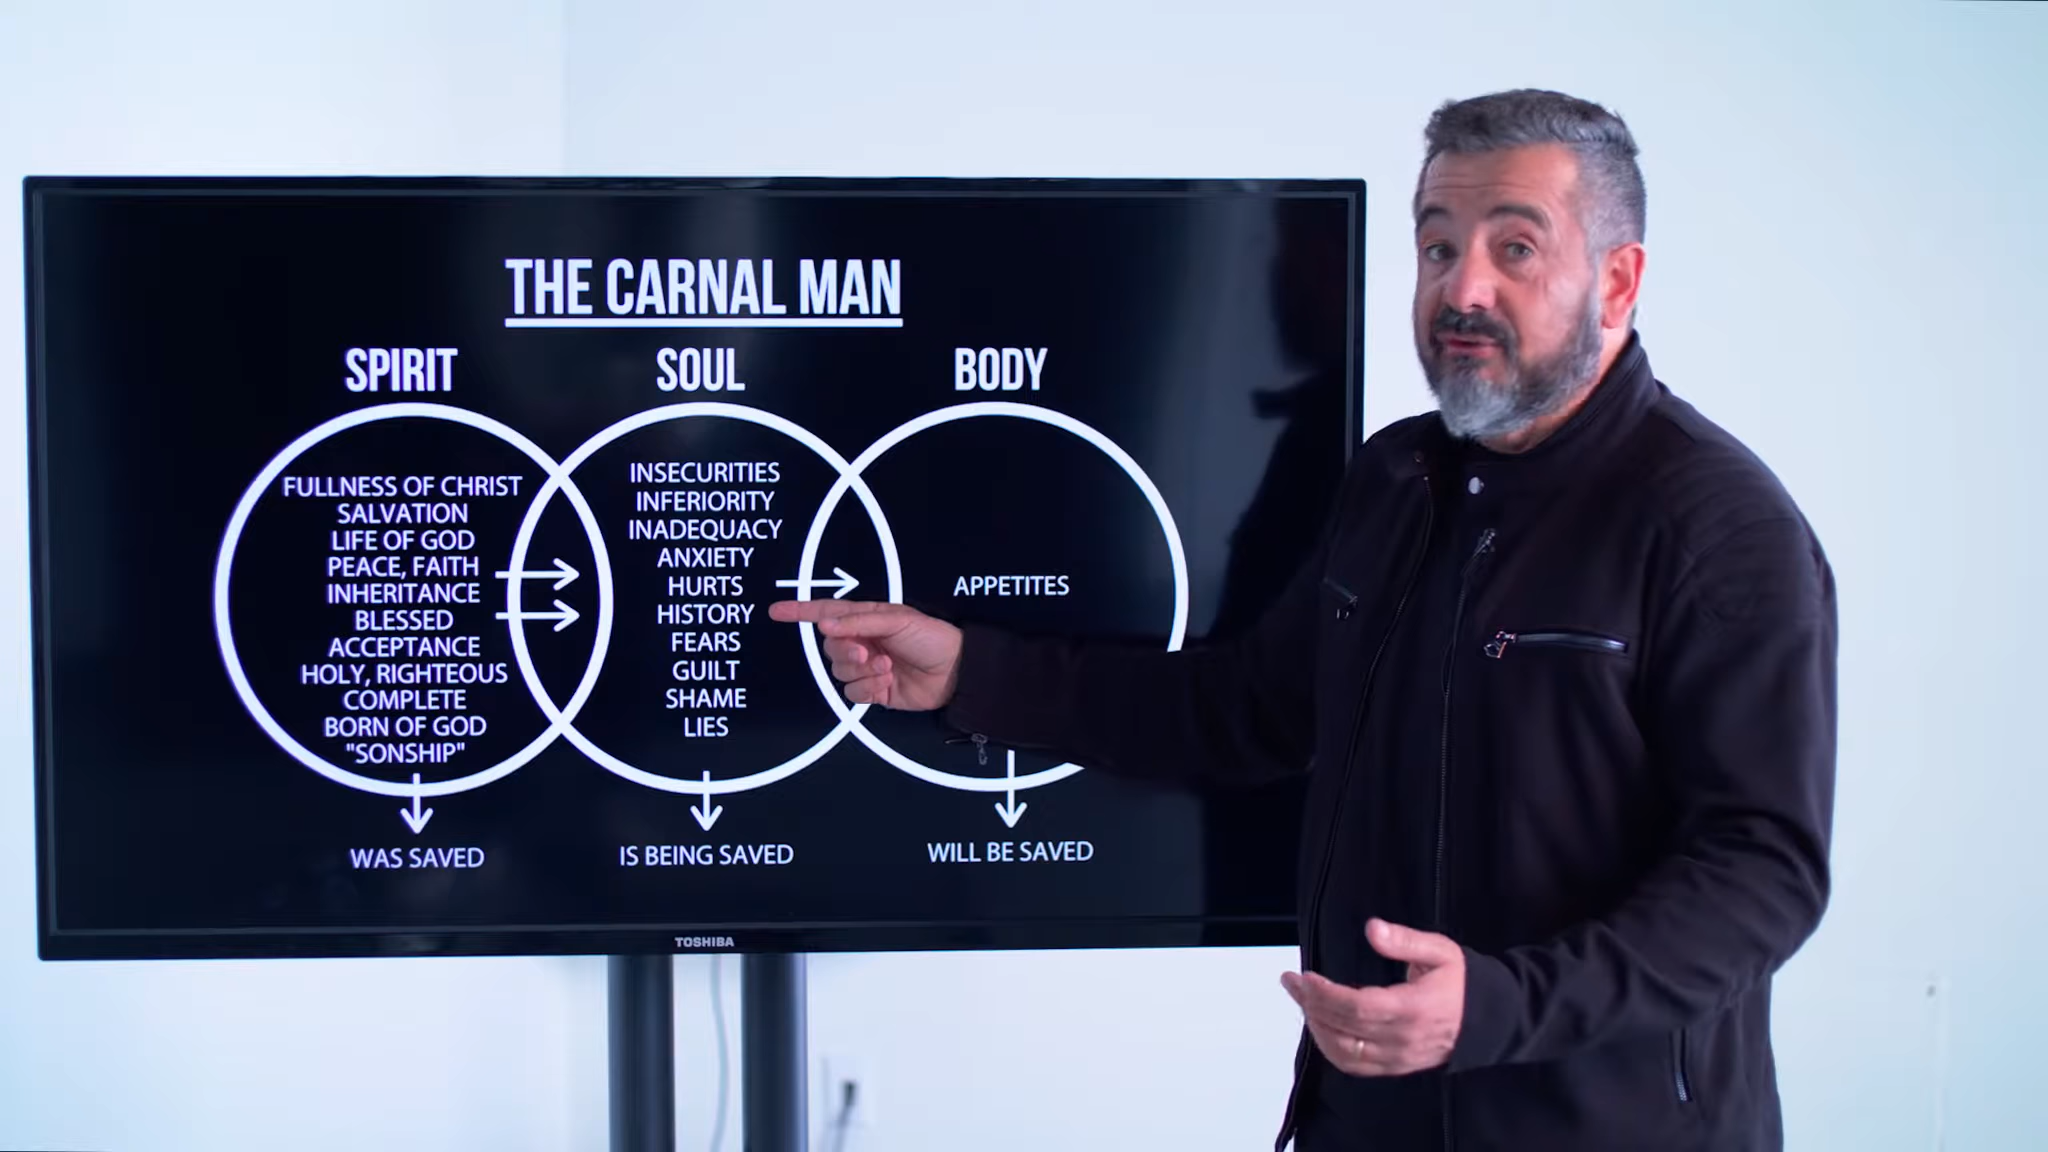 THE CARNAL MAN
SPIRIT
FULLNESS OF CHRIST
SALVATION
LIFE OF GOD
PEACE, FAITH
INHERITANCE
BLESSED
ACCEPTANCE
HOLY, RIGHTEOUS
COMPLETE
BORN OF GOD
"SONSHIP"
WAS SAVED
SOUL
INSECURITIES
INFERIORITY
INADEQUACY
ANXIETY
HURTS
HISTORY
FEARS
GUILT
SHAME
LIES
IS BEING SAVED
BODY
APPETITES
WILL BE SAVED
TOSHIBA